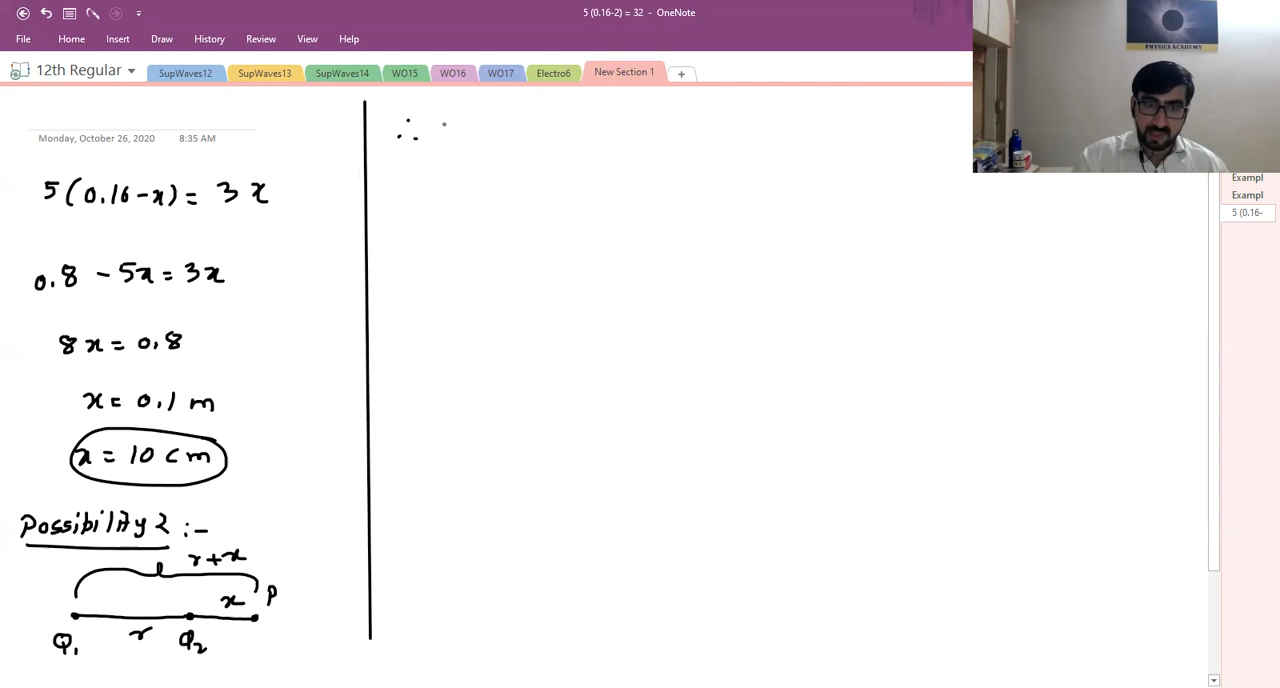 5 (0.16-2) = 32 - OneNote
File Home Insert Draw History Review View Help
12th Regular SupWaves12 SupWaves13 SupWaves14 WO15 WO16 WO17 Electro6 New Section 1 +
PHYSICS ACADEMY
Monday, October 26, 2020 8:35 AM
Exampl
Exampl
5 (0.16-
5(0.16-x) = 3x
0.8 - 5x = 3x
8x = 0.8
x = 0.1 m
x = 10 cm
Possibility 2 :-
r+x
x P
Q₁ r Q₂
∴